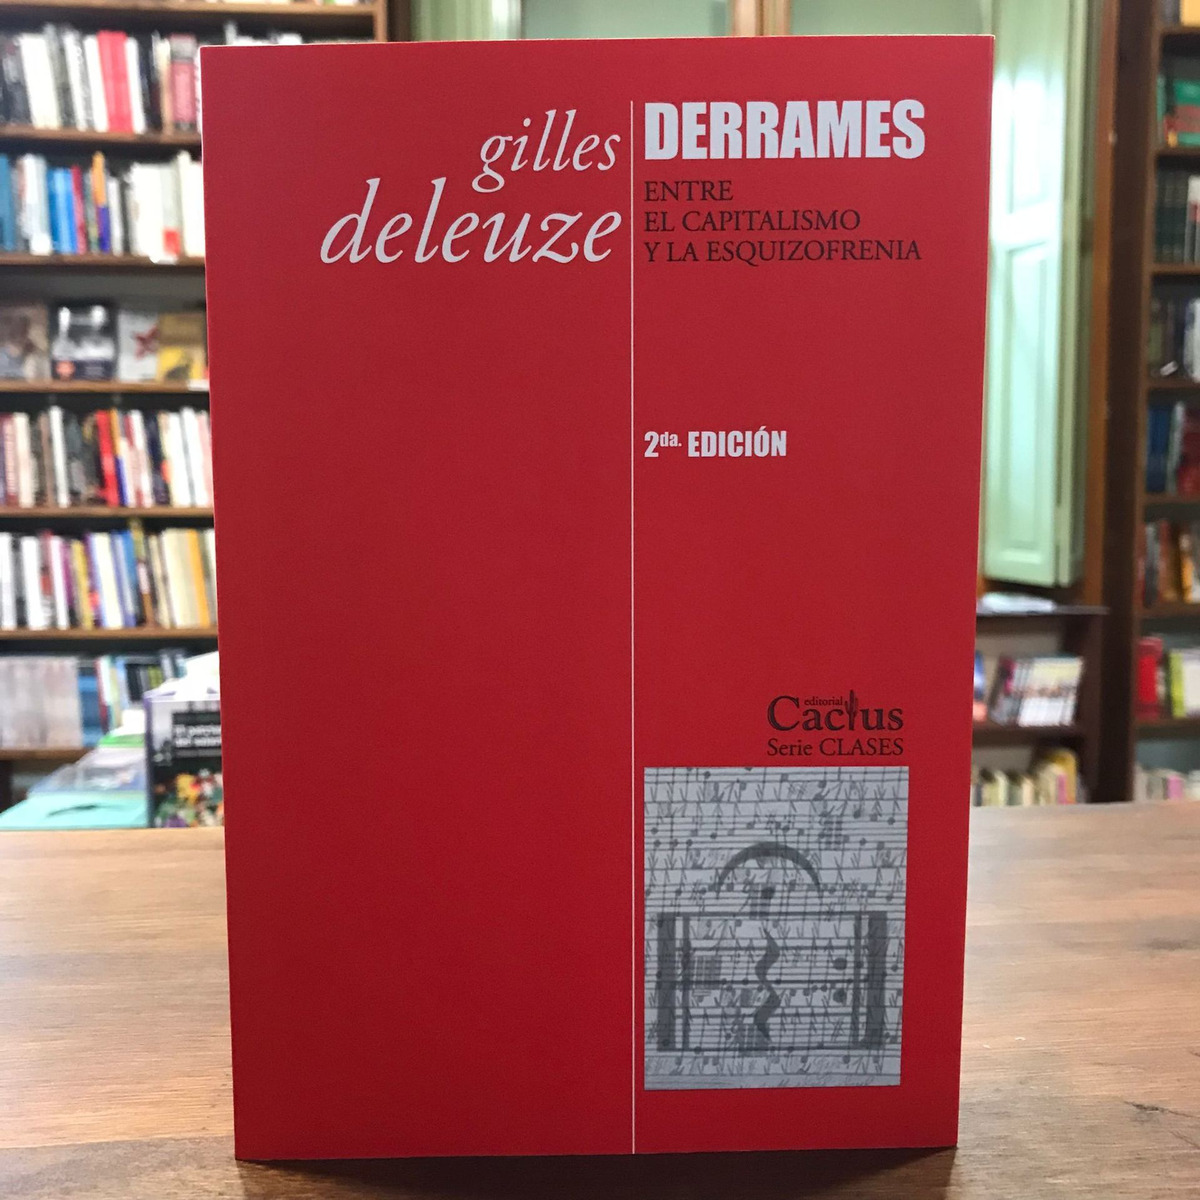 gilles
deleuze
DERRAMES
ENTRE
EL CAPITALISMO
Y LA ESQUIZOFRENIA
2da. EDICIÓN
editorial
Cactus
Serie CLASES